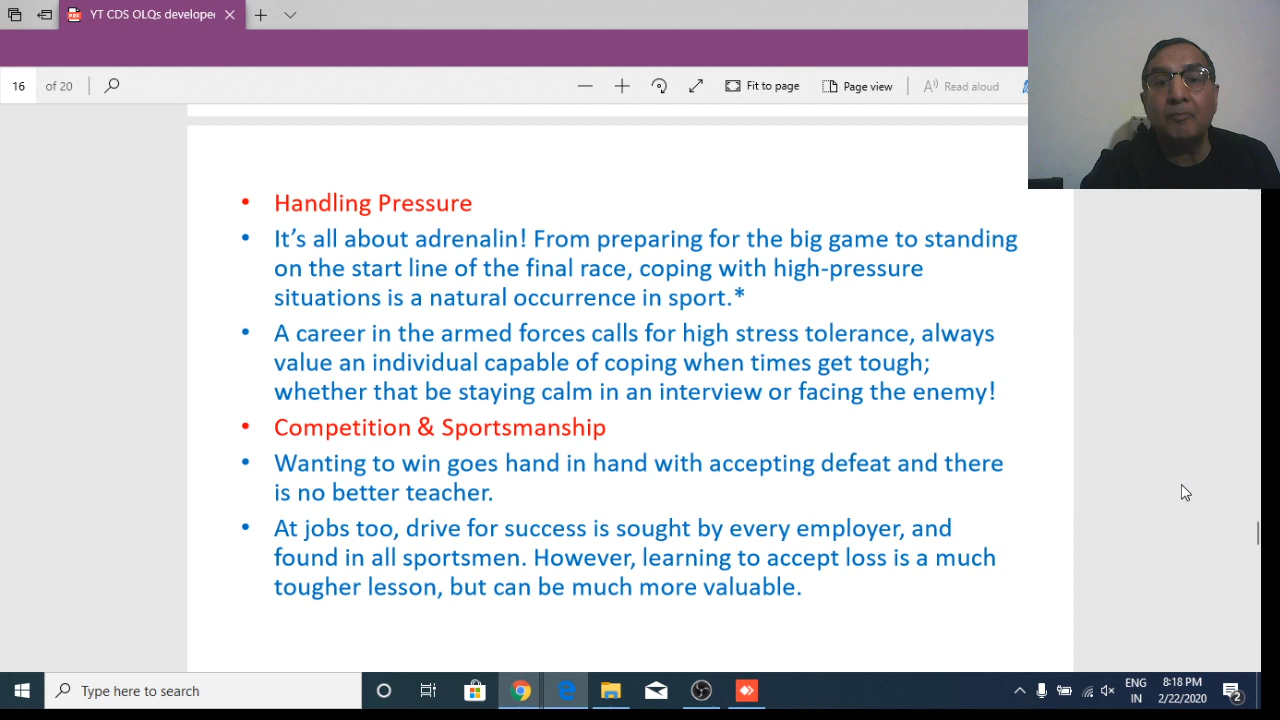 YT CDS OLQs develope
16 of 20
Fit to page
Page view
Read aloud
• Handling Pressure
• It's all about adrenalin! From preparing for the big game to standing
on the start line of the final race, coping with high-pressure
situations is a natural occurrence in sport.*
• A career in the armed forces calls for high stress tolerance, always
value an individual capable of coping when times get tough;
whether that be staying calm in an interview or facing the enemy!
• Competition & Sportsmanship
• Wanting to win goes hand in hand with accepting defeat and there
is no better teacher.
• At jobs too, drive for success is sought by every employer, and
found in all sportsmen. However, learning to accept loss is a much
tougher lesson, but can be much more valuable.
Type here to search
ENG
IN
8:18 PM
2/22/2020
2